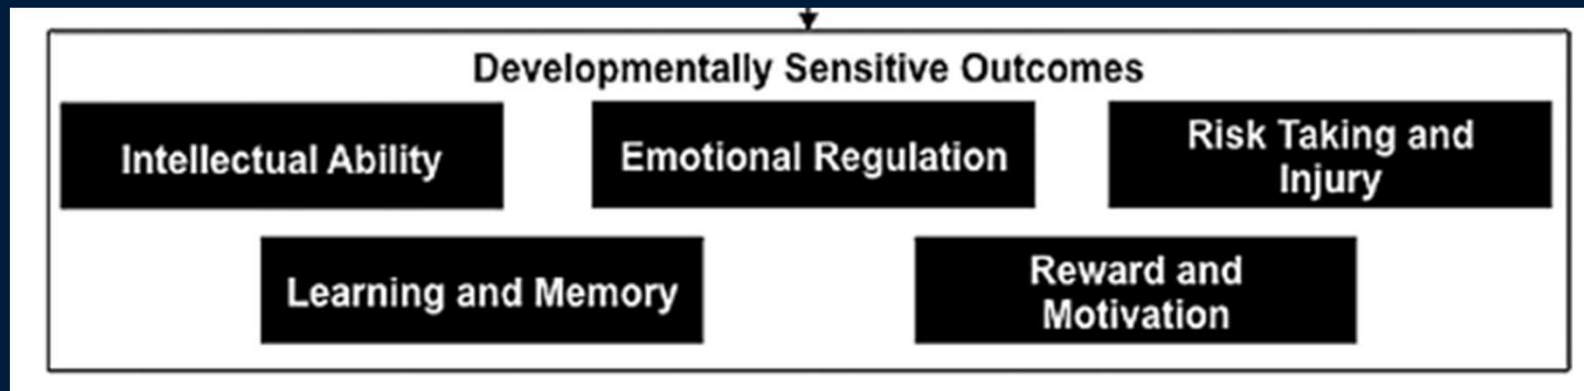 Developmentally Sensitive Outcomes
Intellectual Ability
Emotional Regulation
Risk Taking and
Injury
Learning and Memory
Reward and
Motivation